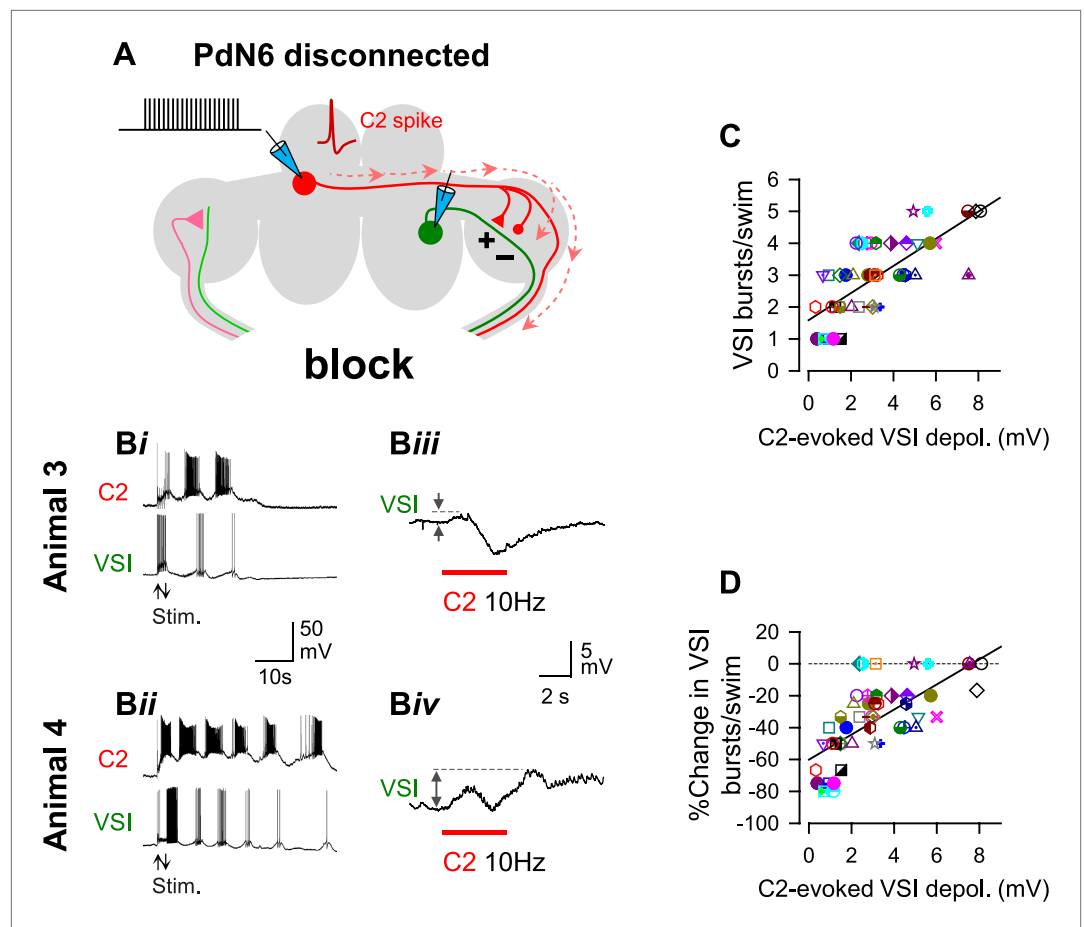 A PdN6 disconnected
C2 spike
+
−
block
C
VSI bursts/swim
6
5
4
3
2
1
0
0 2 4 6 8
C2-evoked VSI depol. (mV)
Animal 3
Bi
C2
VSI
Stim.
50
mV
10s
Biii
VSI
C2 10Hz
5
mV
2 s
Animal 4
Bii
C2
VSI
Stim.
Biv
VSI
C2 10Hz
D
%Change in VSI
bursts/swim
20
0
-20
-40
-60
-80
-100
0 2 4 6 8
C2-evoked VSI depol. (mV)